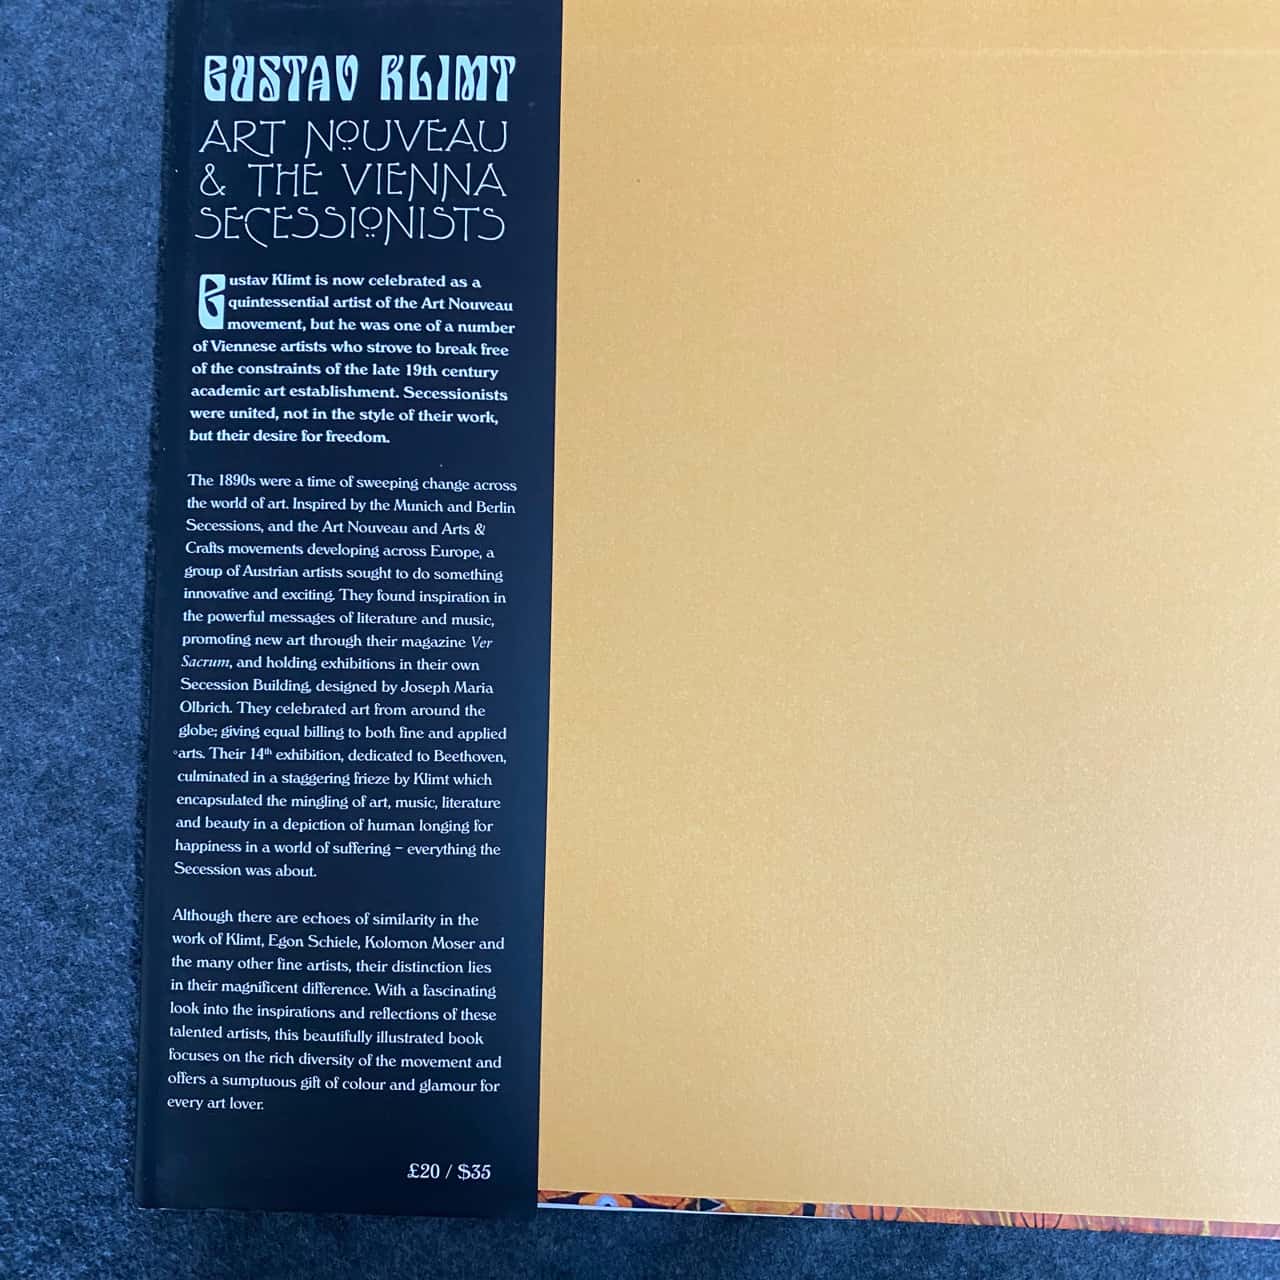 GUSTAV KLIMT
ART NOUVEAU
& THE VIENNA
SECESSIONISTS
Gustav Klimt is now celebrated as a
quintessential artist of the Art Nouveau
movement, but he was one of a number
of Viennese artists who strove to break free
of the constraints of the late 19th century
academic art establishment. Secessionists
were united, not in the style of their work,
but their desire for freedom.
The 1890s were a time of sweeping change across
the world of art. Inspired by the Munich and Berlin
Secessions, and the Art Nouveau and Arts &
Crafts movements developing across Europe, a
group of Austrian artists sought to do something
innovative and exciting. They found inspiration in
the powerful messages of literature and music,
promoting new art through their magazine Ver
Sacrum, and holding exhibitions in their own
Secession Building, designed by Joseph Maria
Olbrich. They celebrated art from around the
globe; giving equal billing to both fine and applied
arts. Their 14th exhibition, dedicated to Beethoven,
culminated in a staggering frieze by Klimt which
encapsulated the mingling of art, music, literature
and beauty in a depiction of human longing for
happiness in a world of suffering – everything the
Secession was about.
Although there are echoes of similarity in the
work of Klimt, Egon Schiele, Kolomon Moser and
the many other fine artists, their distinction lies
in their magnificent difference. With a fascinating
look into the inspirations and reflections of these
talented artists, this beautifully illustrated book
focuses on the rich diversity of the movement and
offers a sumptuous gift of colour and glamour for
every art lover.
£20 / $35